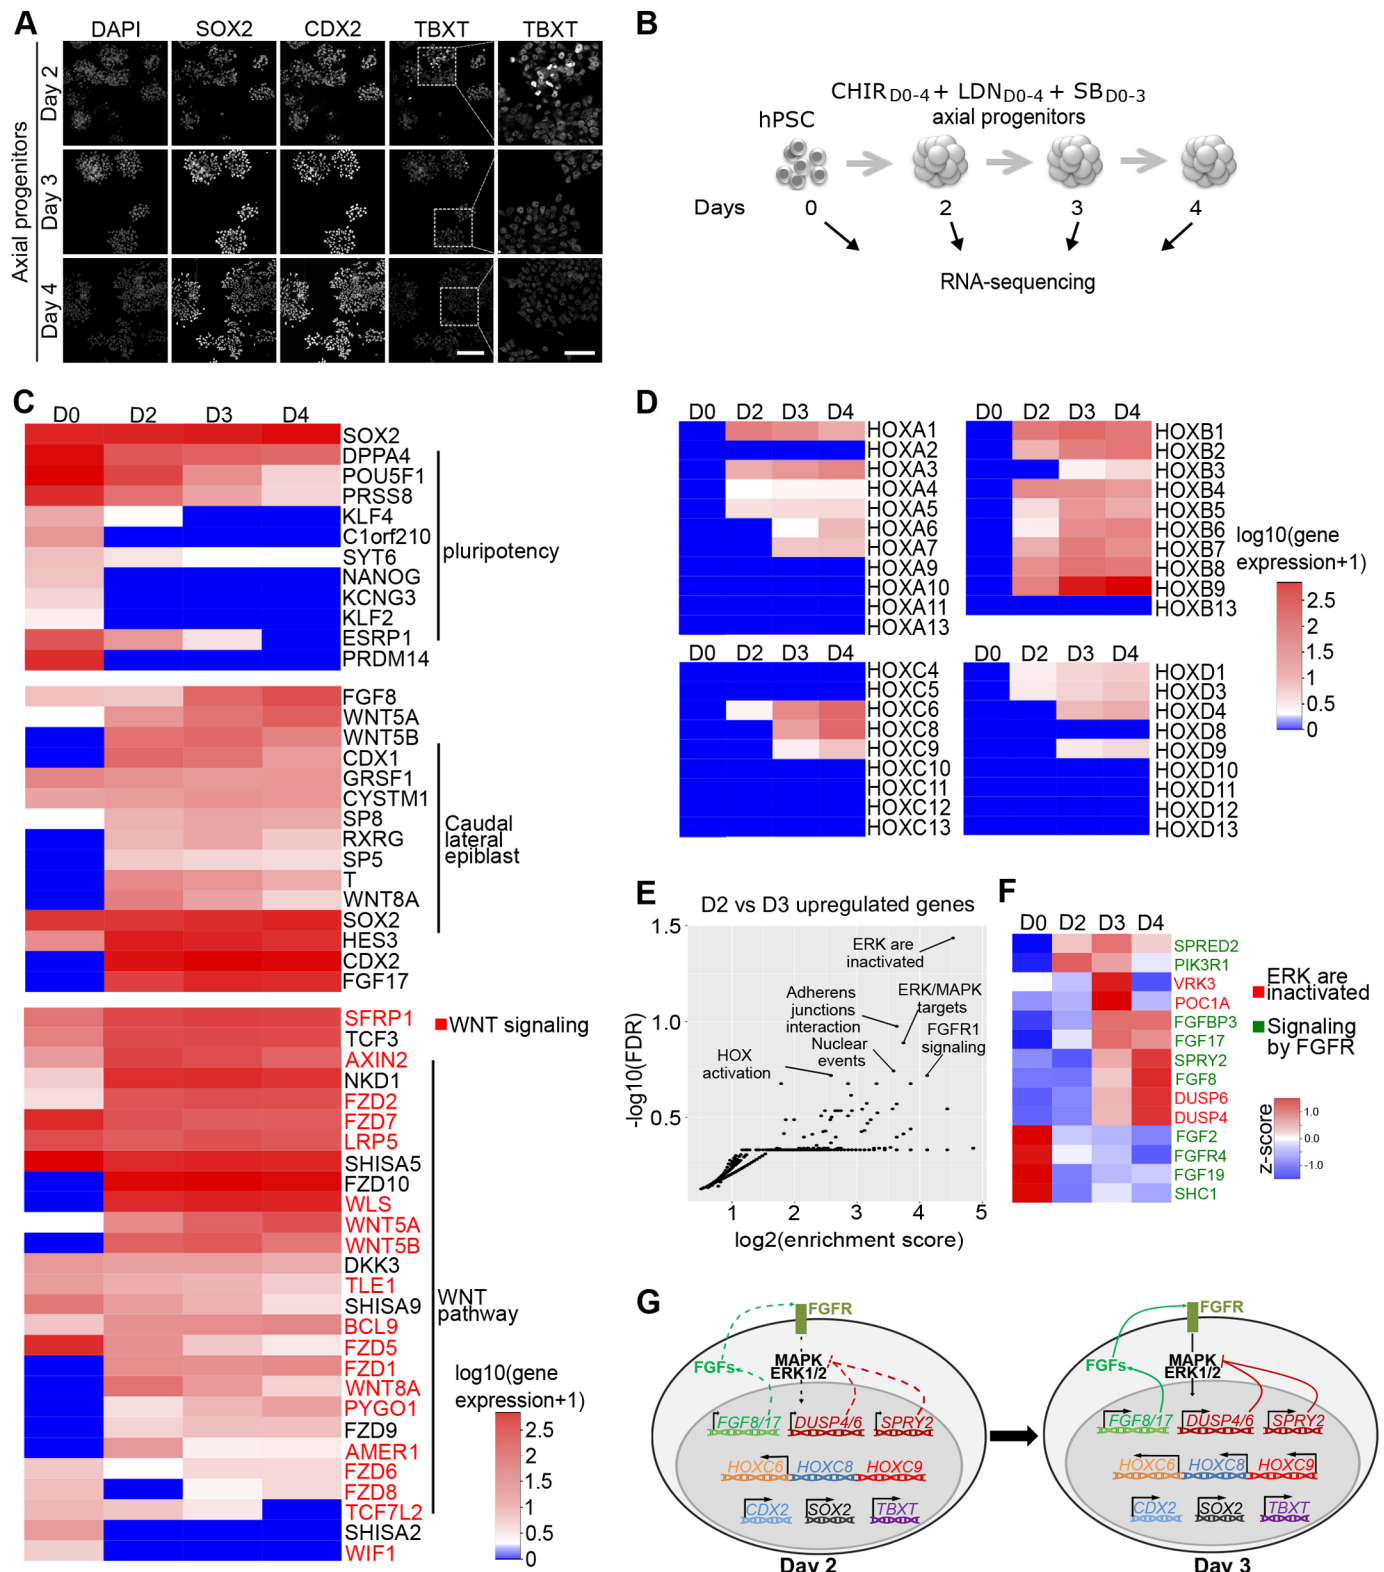 A
DAPI SOX2 CDX2 TBXT TBXT
Axial progenitors
Day 2
Day 3
Day 4
B
CHIR D0-4 + LDN D0-4 + SB D0-3
axial progenitors
hPSC
Days 0 2 3 4
RNA-sequencing
C
D0 D2 D3 D4
SOX2
DPPA4
POU5F1
PRSS8
KLF4
C1orf210
SYT6
NANOG
KCNG3
KLF2
ESRP1
PRDM14
pluripotency
FGF8
WNT5A
WNT5B
CDX1
GRSF1
CYSTM1
SP8
RXRG
SP5
T
WNT8A
SOX2
HES3
CDX2
FGF17
Caudal
lateral
epiblast
SFRP1
TCF3
AXIN2
NKD1
FZD2
FZD7
LRP5
SHISA5
FZD10
WLS
WNT5A
WNT5B
DKK3
TLE1
SHISA9
BCL9
FZD5
FZD1
WNT8A
PYGO1
FZD9
AMER1
FZD6
FZD8
TCF7L2
SHISA2
WIF1
WNT signaling
WNT
pathway
log10(gene
expression+1)
2.5
2
1.5
1
0.5
0
D
D0 D2 D3 D4
HOXA1
HOXA2
HOXA3
HOXA4
HOXA5
HOXA6
HOXA7
HOXA9
HOXA10
HOXA11
HOXA13
D0 D2 D3 D4
HOXB1
HOXB2
HOXB3
HOXB4
HOXB5
HOXB6
HOXB7
HOXB8
HOXB9
HOXB13
D0 D2 D3 D4
HOXC4
HOXC5
HOXC6
HOXC8
HOXC9
HOXC10
HOXC11
HOXC12
HOXC13
D0 D2 D3 D4
HOXD1
HOXD3
HOXD4
HOXD8
HOXD9
HOXD10
HOXD11
HOXD12
HOXD13
log10(gene
expression+1)
2.5
2
1.5
1
0.5
0
E
D2 vs D3 upregulated genes
1.5
1.0
0.5
-log10(FDR)
ERK are
inactivated
Adherens
junctions
interaction
ERK/MAPK
targets
Nuclear
events
FGFR1
signaling
HOX
activation
1 2 3 4 5
log2(enrichment score)
F
D0 D2 D3 D4
SPRED2
PIK3R1
VRK3
POC1A
FGFBP3
FGF17
SPRY2
FGF8
DUSP6
DUSP4
FGF2
FGFR4
FGF19
SHC1
ERK are
inactivated
Signaling
by FGFR
z-score
1.0
0.0
-1.0
G
FGFR
FGFs
MAPK
ERK1/2
FGF8/17 DUSP4/6 SPRY2
HOXC6 HOXC8 HOXC9
CDX2 SOX2 TBXT
Day 2
FGFR
FGFs
MAPK
ERK1/2
FGF8/17 DUSP4/6 SPRY2
HOXC6 HOXC8 HOXC9
CDX2 SOX2 TBXT
Day 3